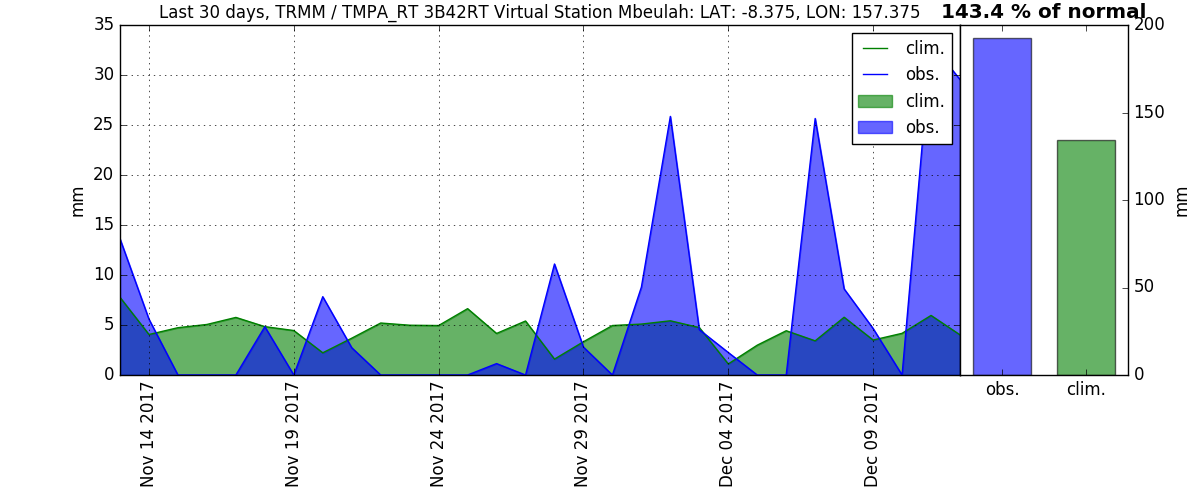 Last 30 days, TRMM / TMPA_RT 3B42RT Virtual Station Mbeulah: LAT: -8.375, LON: 157.375
143.4 % of normal
35
30
25
20
15
10
5
0
mm
clim.
obs.
clim.
obs.
Nov 14 2017
Nov 19 2017
Nov 24 2017
Nov 29 2017
Dec 04 2017
Dec 09 2017
200
150
100
50
0
mm
obs.
clim.